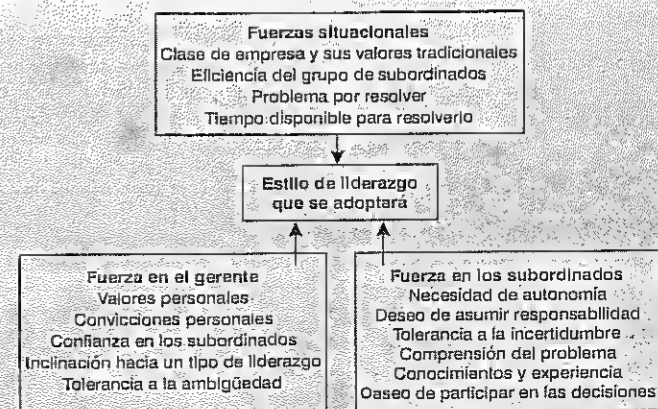 Fuerzas situacionales
Clase de empresa y sus valores tradicionales
Eficiencia del grupo de subordinados
Problema por resolver
Tiempo disponible para resolverlo
Estilo de liderazgo
que se adoptará
Fuerza en el gerente
Valores personales
Convicciones personales
Confianza en los subordinados
Inclinación hacia un tipo de liderazgo
Tolerancia a la ambigüedad
Fuerza en los subordinados
Necesidad de autonomía
Deseo de asumir responsabilidad
Tolerancia a la incertidumbre
Comprensión del problema
Conocimientos y experiencia
Oaseo de participar en las decisiones